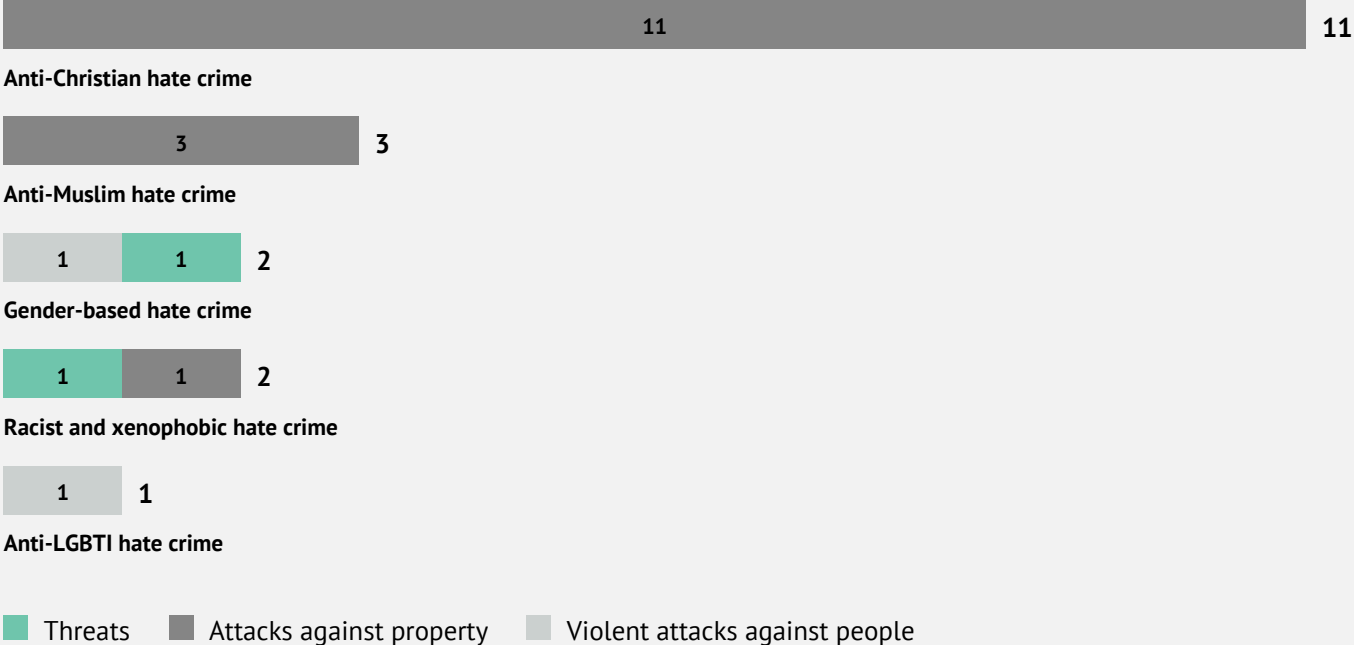 11 11
Anti-Christian hate crime
3 3
Anti-Muslim hate crime
1 1 2
Gender-based hate crime
1 1 2
Racist and xenophobic hate crime
1 1
Anti-LGBTI hate crime
Threats Attacks against property Violent attacks against people